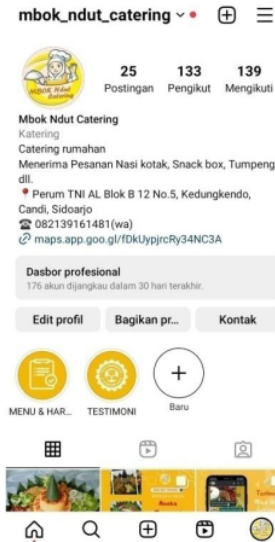 mbok_ndut_catering
MBOK Ndut
Catering
25 133 139
Postingan Pengikut Mengikuti
Mbok Ndut Catering
Katering
Catering rumahan
Menerima Pesanan Nasi kotak, Snack box, Tumpeng
dll.
Perum TNI AL Blok B 12 No.5, Kedungkendo,
Candi, Sidoarjo
082139161481(wa)
maps.app.goo.gl/fDkUypjrcRy34NC3A
Dasbor profesional
176 akun dijangkau dalam 30 hari terakhir.
Edit profil Bagikan pr... Kontak
MENU & HAR... TESTIMONI Baru